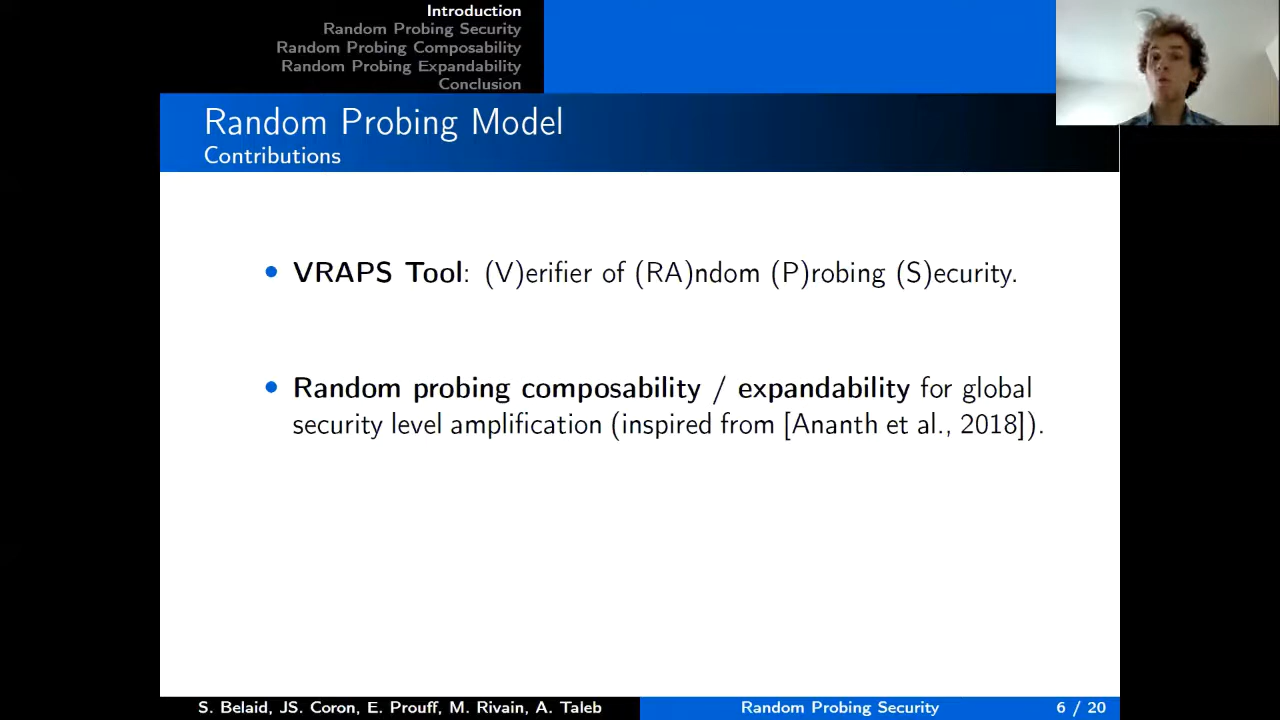 Introduction
Random Probing Security
Random Probing Composability
Random Probing Expandability
Conclusion
Random Probing Model
Contributions
• VRAPS Tool: (V)erifier of (RA)ndom (P)robing (S)ecurity.
• Random probing composability / expandability for global
security level amplification (inspired from [Ananth et al., 2018]).
S. Belaid, JS. Coron, E. Prouff, M. Rivain, A. Taleb
Random Probing Security
6 / 20